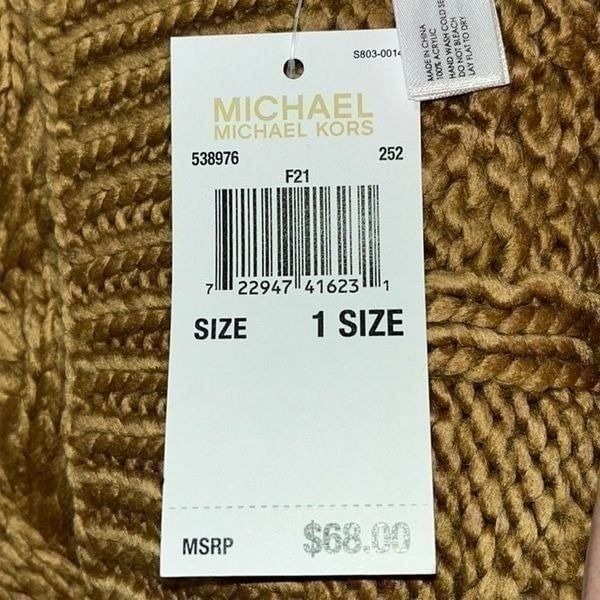 S803-0014
MICHAEL
MICHAEL KORS
538976 252
F21
7 22947 41623 1
SIZE 1 SIZE
MSRP $68.00
MADE IN CHINA
100% ACRYLIC
HAND WASH COLD SE
DO NOT BLEACH
LAY FLAT TO DRY